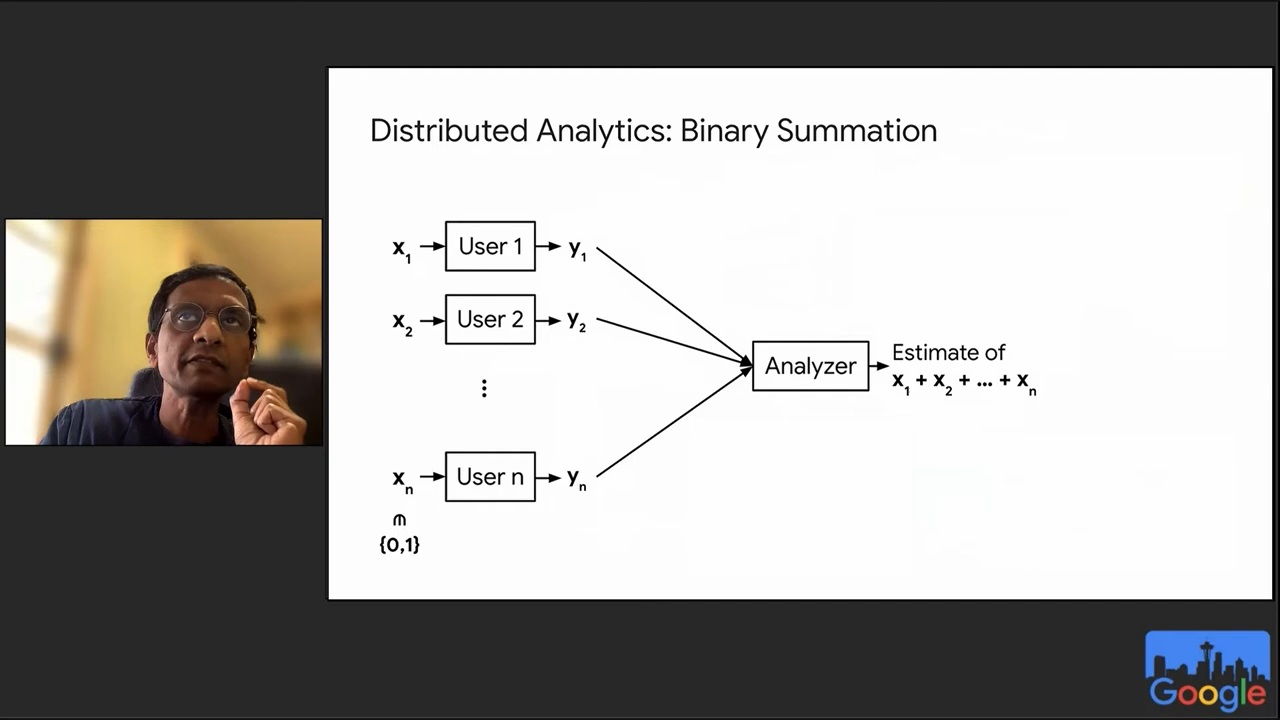 Distributed Analytics: Binary Summation
x₁ → User 1 → y₁
x₂ → User 2 → y₂
⋮
xₙ → User n → yₙ
⋒
{0,1}
Analyzer
Estimate of
x₁ + x₂ + ... + xₙ
Google